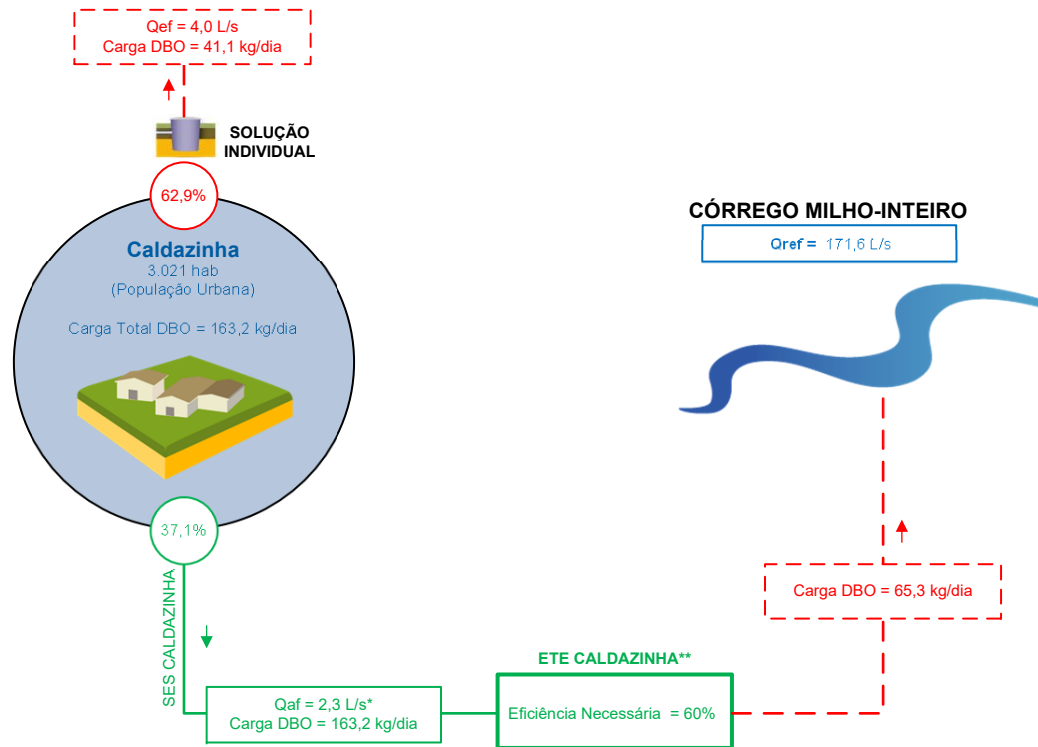 Qef = 4,0 L/s
Carga DBO = 41,1 kg/dia
SOLUÇÃO
INDIVIDUAL
62,9%
Caldazinha
3.021 hab
(População Urbana)
Carga Total DBO = 163,2 kg/dia
37,1%
SES CALDAZINHA
Qaf = 2,3 L/s*
Carga DBO = 163,2 kg/dia
ETE CALDAZINHA**
Eficiência Necessária = 60%
Carga DBO = 65,3 kg/dia
CÓRREGO MILHO-INTEIRO
Qref = 171,6 L/s